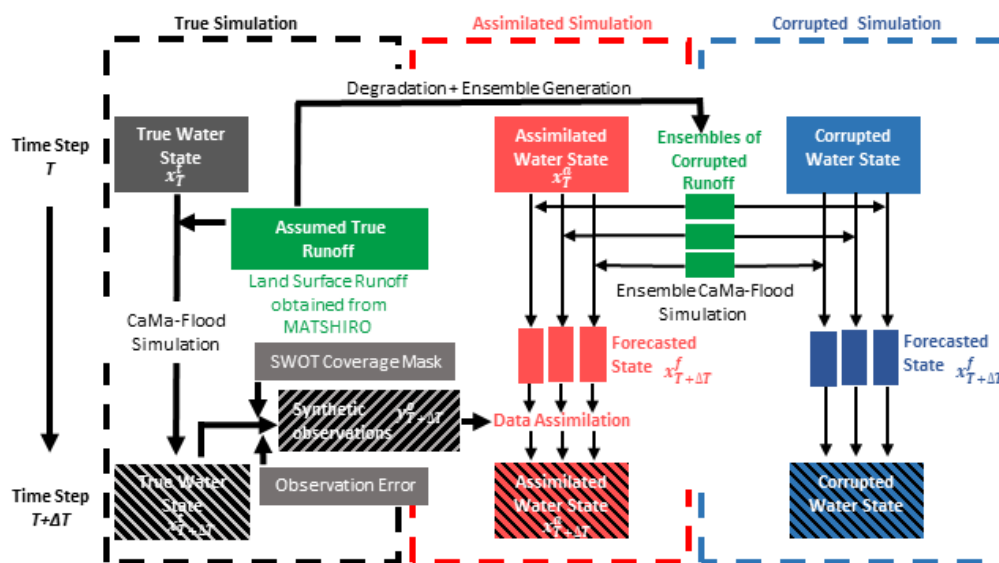 True Simulation
Assimilated Simulation
Corrupted Simulation
Degradation + Ensemble Generation
Time Step
T
True Water
State
x_T^t
Assimilated
Water State
x_T^a
Ensembles of
Corrupted
Runoff
Corrupted
Water State
Assumed True
Runoff
Land Surface Runoff
obtained from
MATSHIRO
CaMa-Flood
Simulation
Ensemble CaMa-Flood
Simulation
SWOT Coverage Mask
Forecasted
State x_{T+ΔT}^f
Forecasted
State x_{T+ΔT}^f
Synthetic y_{T+ΔT}^o
observations
Data Assimilation
Observation Error
Time Step
T+ΔT
True Water
State
x_{T+ΔT}^t
Assimilated
Water State
x_{T+ΔT}^a
Corrupted
Water State